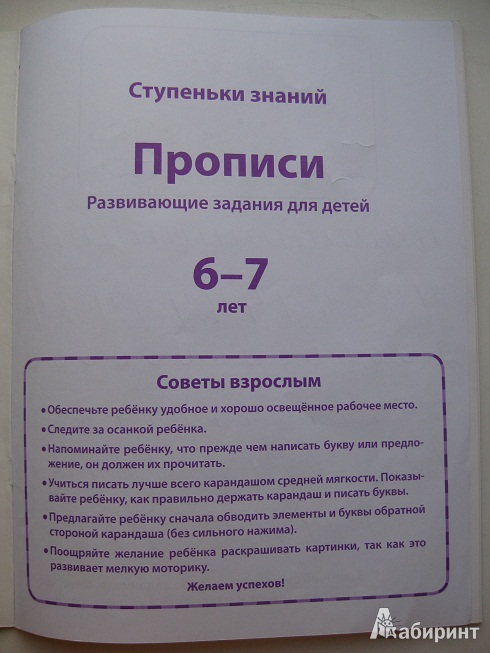 Ступеньки знаний
Прописи
Развивающие задания для детей
6–7
лет
Советы взрослым
•Обеспечьте ребёнку удобное и хорошо освещённое рабочее место.
•Следите за осанкой ребёнка.
•Напоминайте ребёнку, что прежде чем написать букву или предло-
жение, он должен их прочитать.
•Учиться писать лучше всего карандашом средней мягкости. Показы-
вайте ребёнку, как правильно держать карандаш и писать буквы.
•Предлагайте ребёнку сначала обводить элементы и буквы обратной
стороной карандаша (без сильного нажима).
•Поощряйте желание ребёнка раскрашивать картинки, так как это
развивает мелкую моторику.
Желаем успехов!
Лабиринт